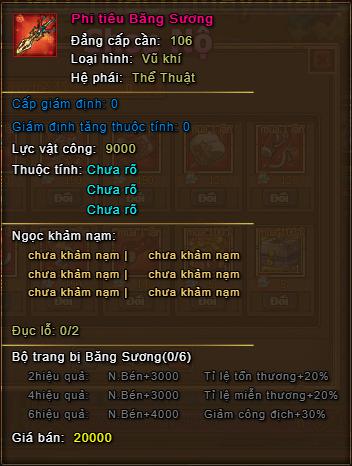 Phi tiêu Băng Sương
Đẳng cấp cần: 106
Loại hình: Vũ khí
Hệ phái: Thể Thuật
Cấp giám định: 0
Giám định tăng thuộc tính: 0
Lực vật công: 9000
Thuộc tính: Chưa rõ
Chưa rõ
Chưa rõ
Ngọc khảm nạm:
chưa khảm nạm | chưa khảm nạm
chưa khảm nạm | chưa khảm nạm
chưa khảm nạm | chưa khảm nạm
Đục lỗ: 0/2
Bộ trang bị Băng Sương(0/6)
2hiệu quả: N.Bén+3000 Tỉ lệ tổn thương+20%
4hiệu quả: N.Bén+3000 Tỉ lệ miễn thương+20%
6hiệu quả: N.Bén+4000 Giảm công địch+30%
Giá bán: 20000